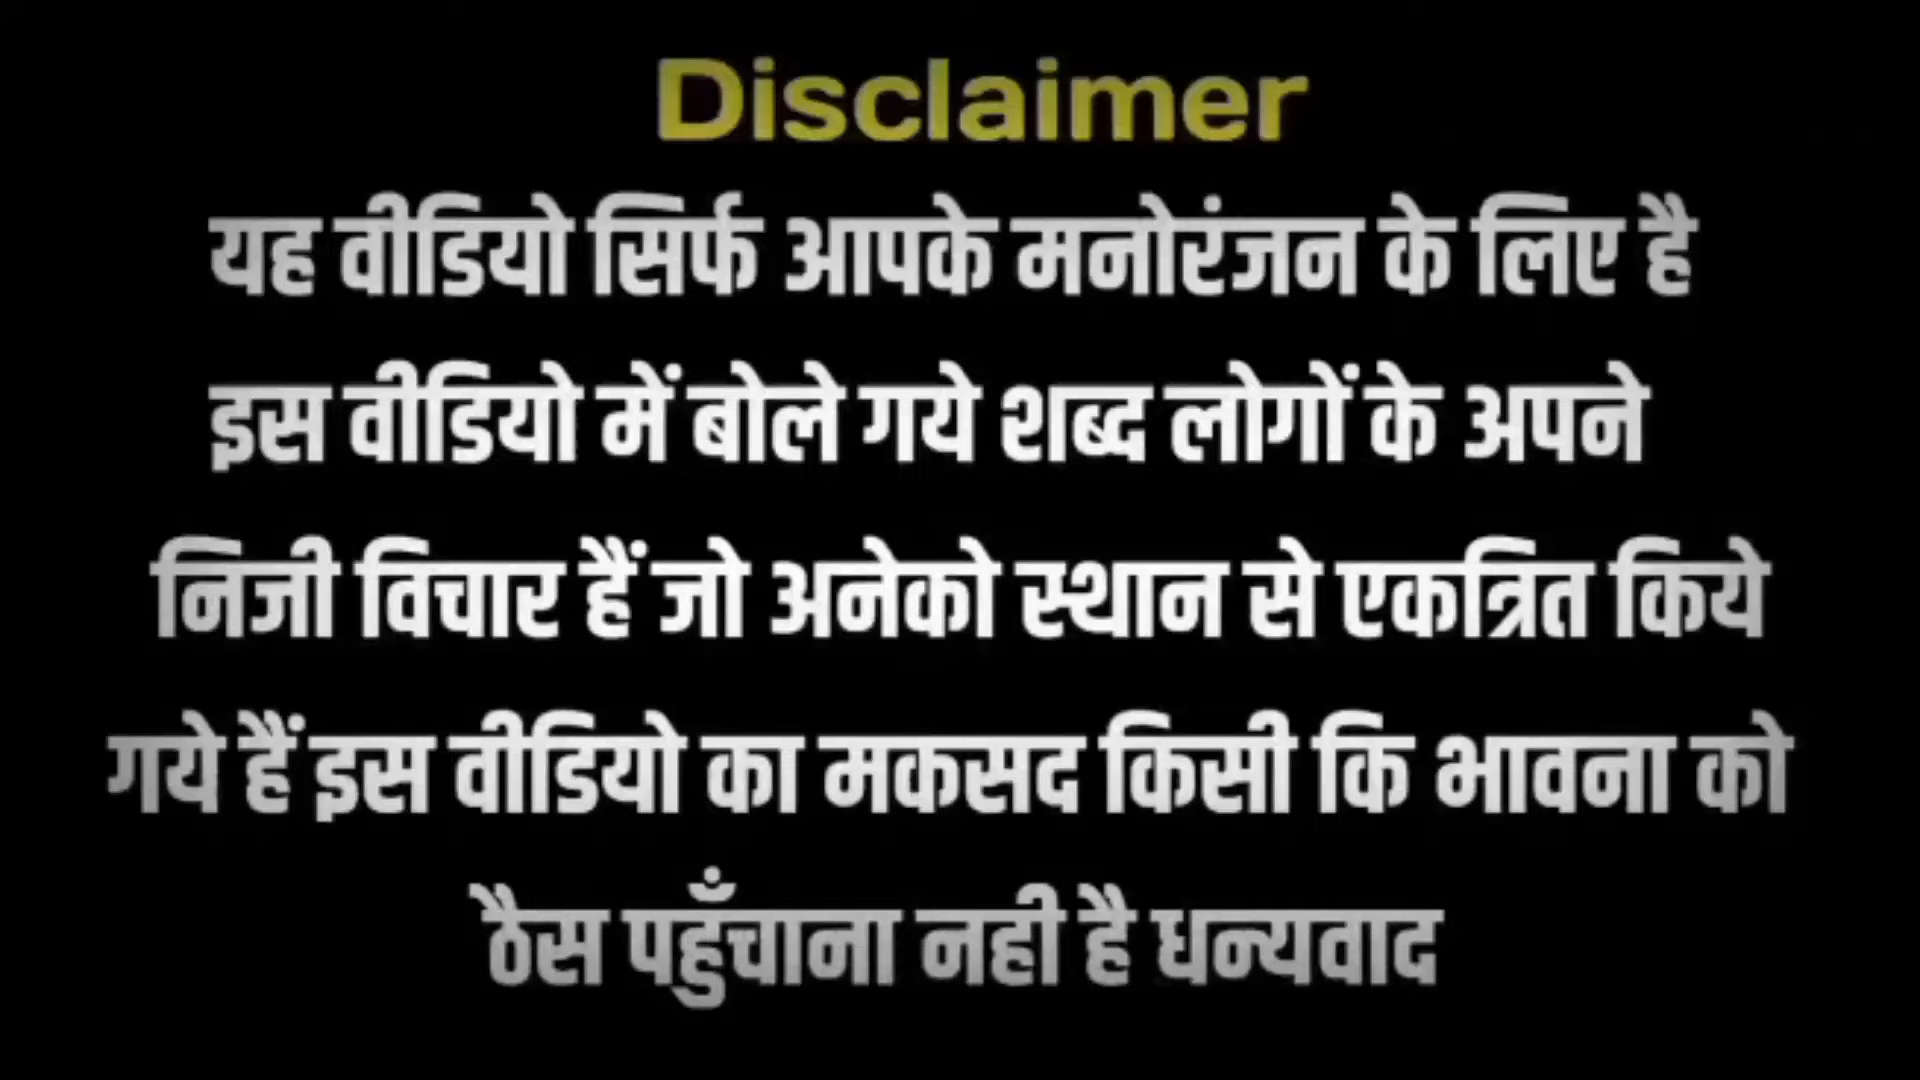 Disclaimer
यह वीडियो सिर्फ आपके मनोरंजन के लिए है
इस वीडियो में बोले गये शब्द लोगों के अपने
निजी विचार हैं जो अनेको स्थान से एकत्रित किये
गये हैं इस वीडियो का मकसद किसी कि भावना को
ठैस पहुँचाना नही है धन्यवाद